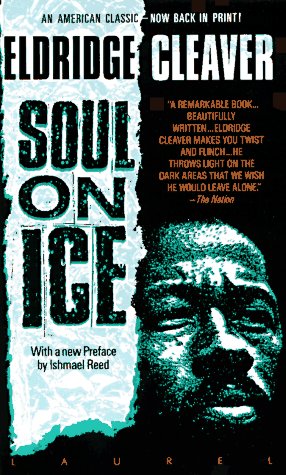 AN AMERICAN CLASSIC—NOW BACK IN PRINT!
ELDRIDGE CLEAVER
SOUL
ON
ICE
"A REMARKABLE BOOK...
BEAUTIFULLY
WRITTEN...ELDRIDGE
CLEAVER MAKES YOU TWIST
AND FLINCH...HE
THROWS LIGHT ON THE
DARK AREAS THAT WE WISH
HE WOULD LEAVE ALONE."
—The Nation
With a new Preface
by Ishmael Reed
LAUREL